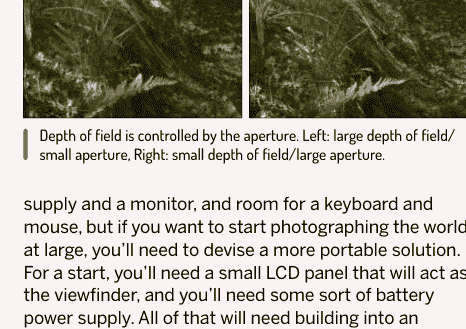 Depth of field is controlled by the aperture. Left: large depth of field/
small aperture, Right: small depth of field/large aperture.
supply and a monitor, and room for a keyboard and
mouse, but if you want to start photographing the world
at large, you'll need to devise a more portable solution.
For a start, you'll need a small LCD panel that will act as
the viewfinder, and you'll need some sort of battery
power supply. All of that will need building into an